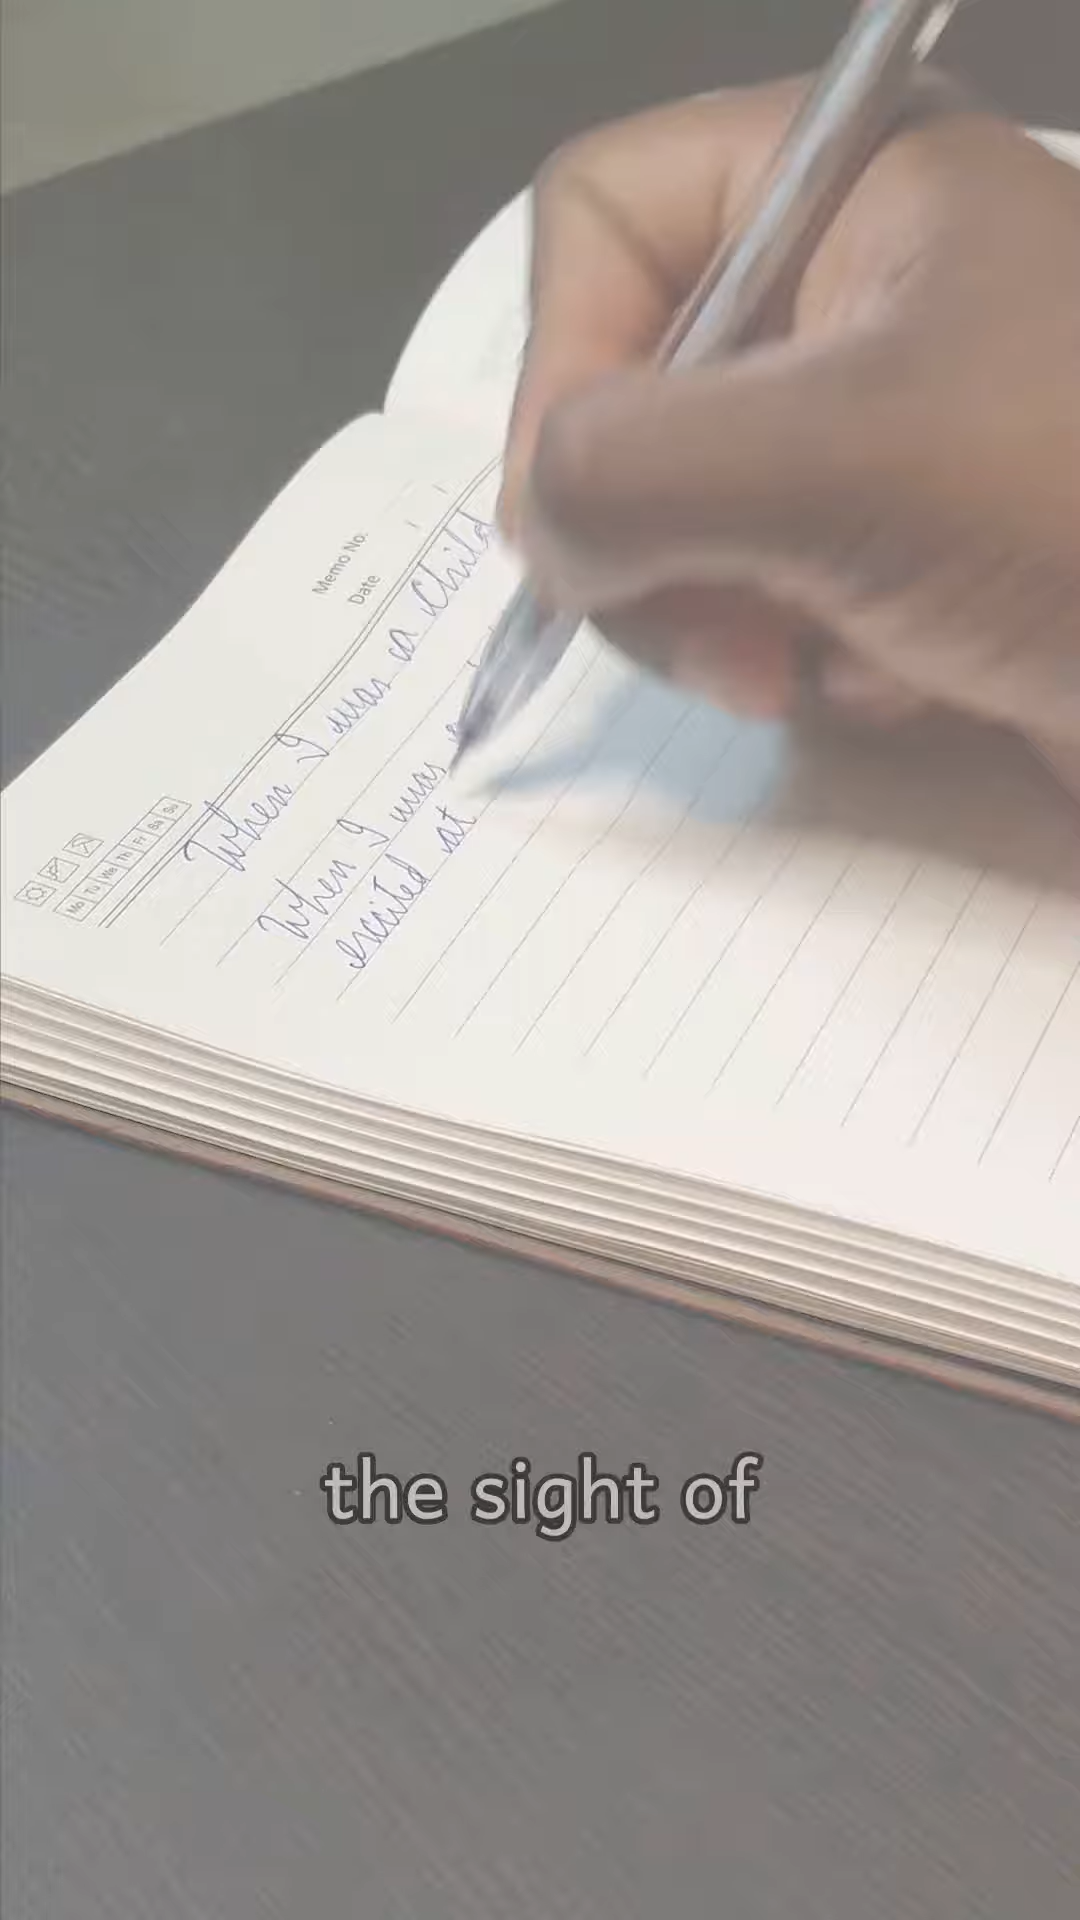 Memo No.
Date
Mo Tu We Th Fr Sa Su
When I was a Child
When I was
excited at
the sight of